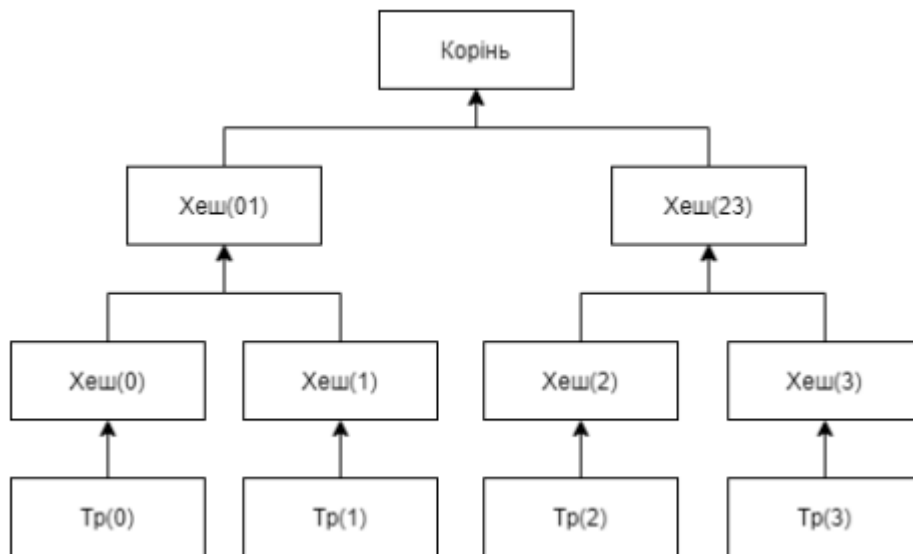 Корінь
Хеш(01)
Хеш(23)
Хеш(0)
Хеш(1)
Хеш(2)
Хеш(3)
Тр(0)
Тр(1)
Тр(2)
Тр(3)